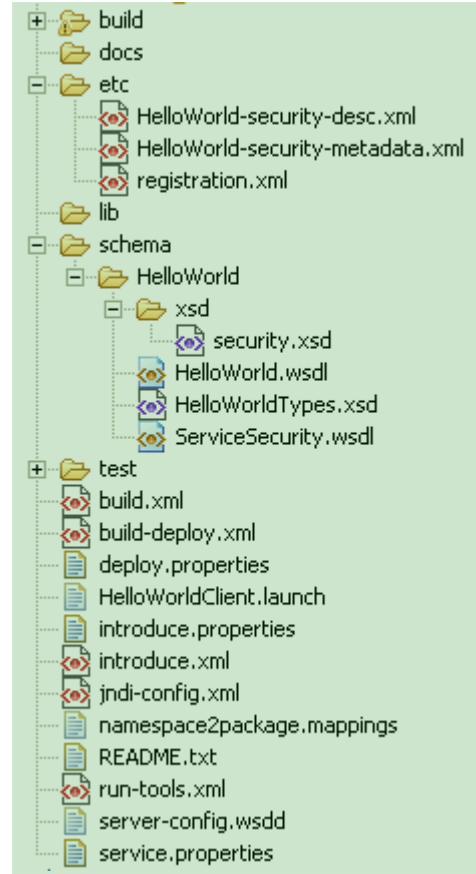 build
docs
etc
HelloWorld-security-desc.xml
HelloWorld-security-metadata.xml
registration.xml
lib
schema
HelloWorld
xsd
security.xsd
HelloWorld.wsdl
HelloWorldTypes.xsd
ServiceSecurity.wsdl
test
build.xml
build-deploy.xml
deploy.properties
HelloWorldClient.launch
introduce.properties
introduce.xml
jndi-config.xml
namespace2package.mappings
README.txt
run-tools.xml
server-config.wsdd
service.properties